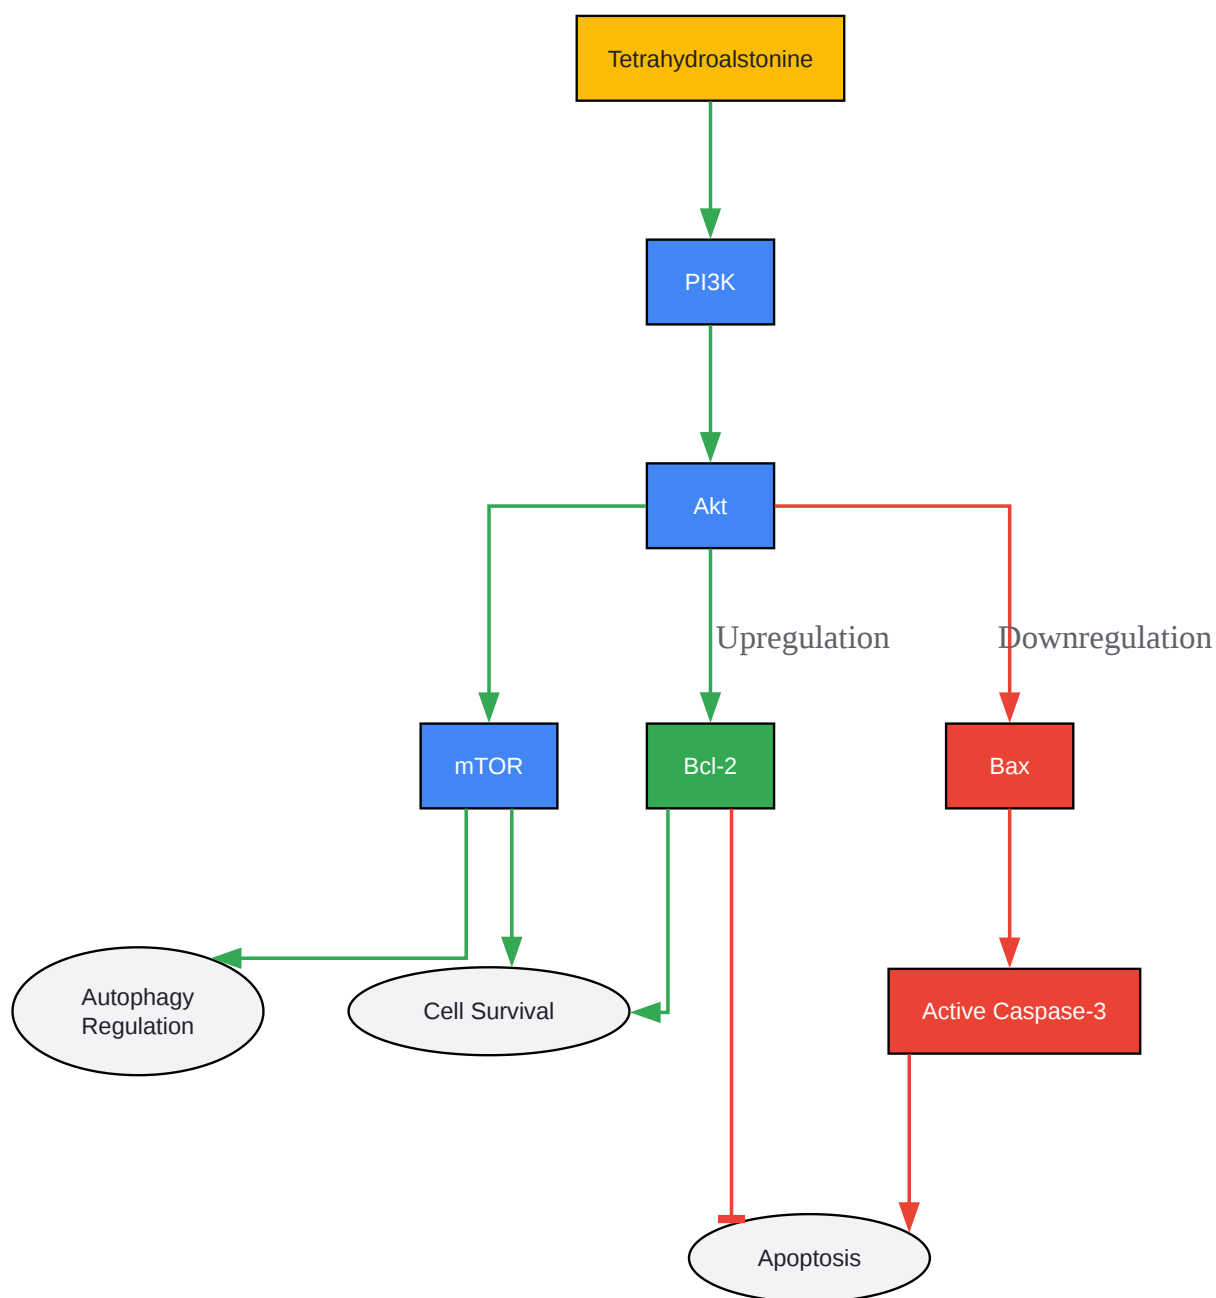 Tetrahydroalstonine
PI3K
Akt
Upregulation
Downregulation
mTOR
Bcl-2
Bax
Autophagy
Regulation
Cell Survival
Active Caspase-3
Apoptosis